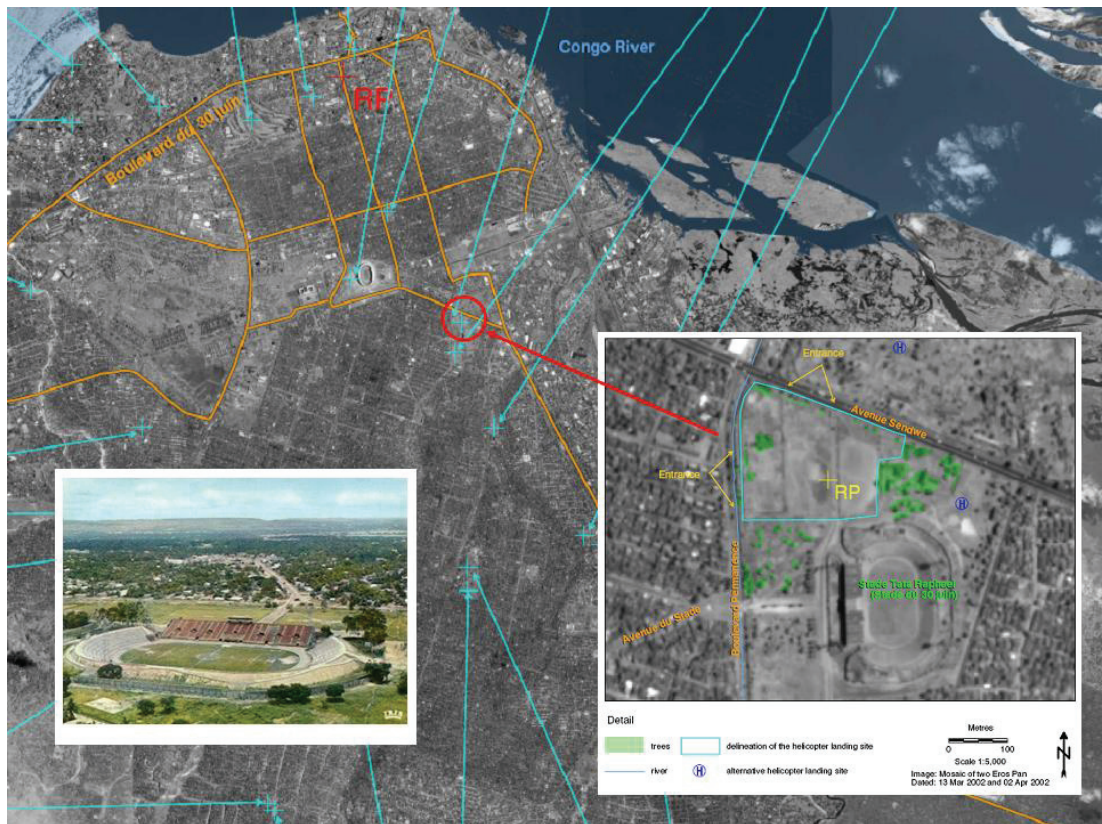 Congo River
RP
Boulevard du 30 juin
Entrance
Avenue Sendwe
Entrance
RP
Stade Tata Raphael
(stade du 30 juin)
Boulevard Permanence
Avenue du Stade
Detail
trees
delineation of the helicopter landing site
river
H
alternative helicopter landing site
Metres
0 100
Scale 1:5,000
N
Image: Mosaic of two Eros Pan
Dated: 13 Mar 2002 and 02 Apr 2002